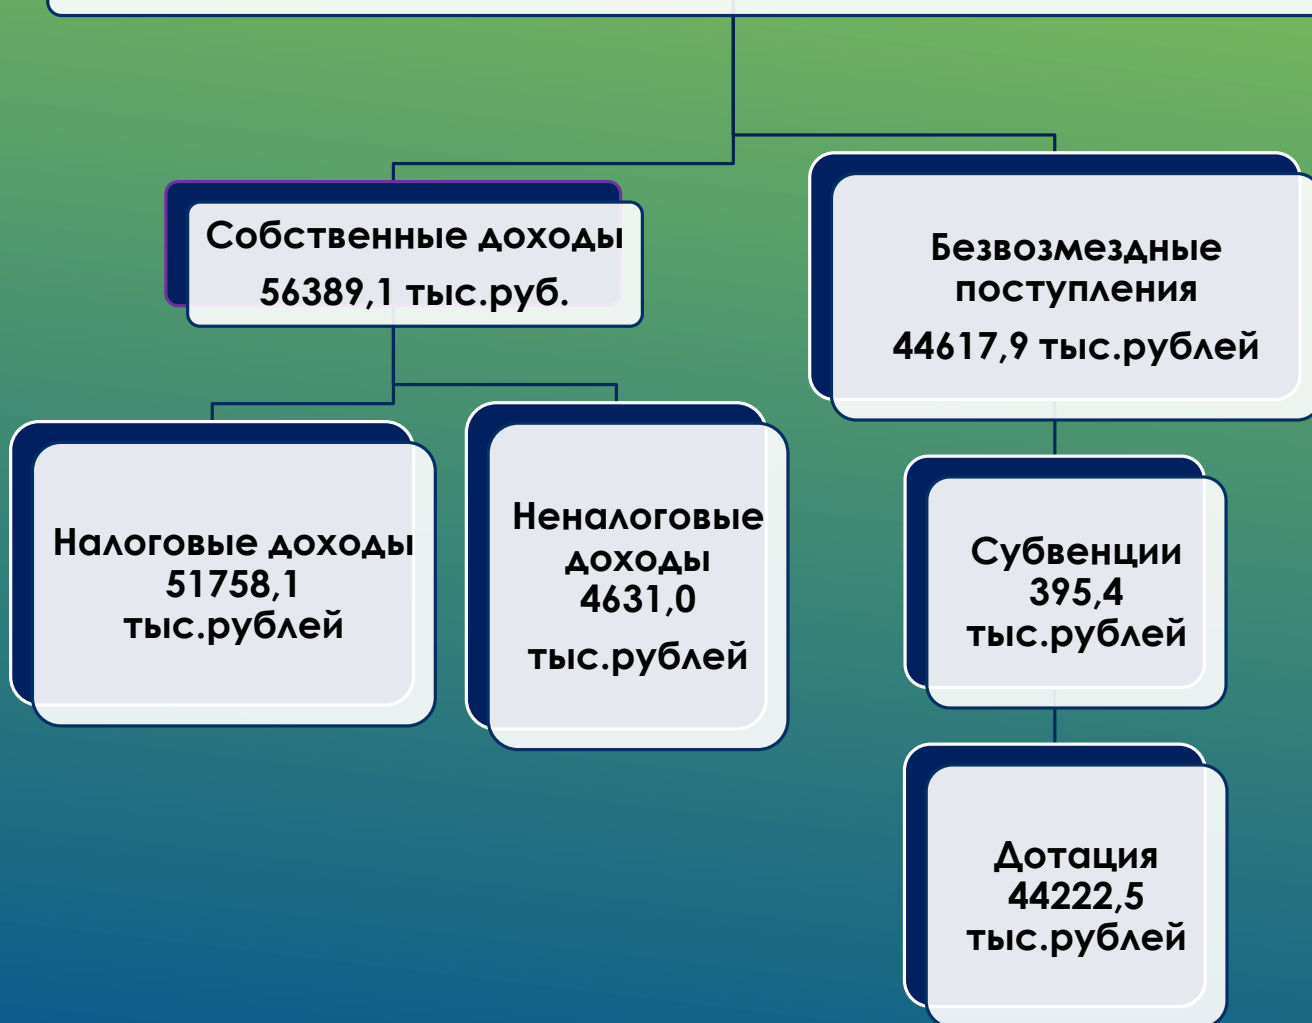 Собственные доходы
56389,1 тыс.руб.
Безвозмездные
поступления
44617,9 тыс.рублей
Налоговые доходы
51758,1
тыс.рублей
Неналоговые
доходы
4631,0
тыс.рублей
Субвенции
395,4
тыс.рублей
Дотация
44222,5
тыс.рублей